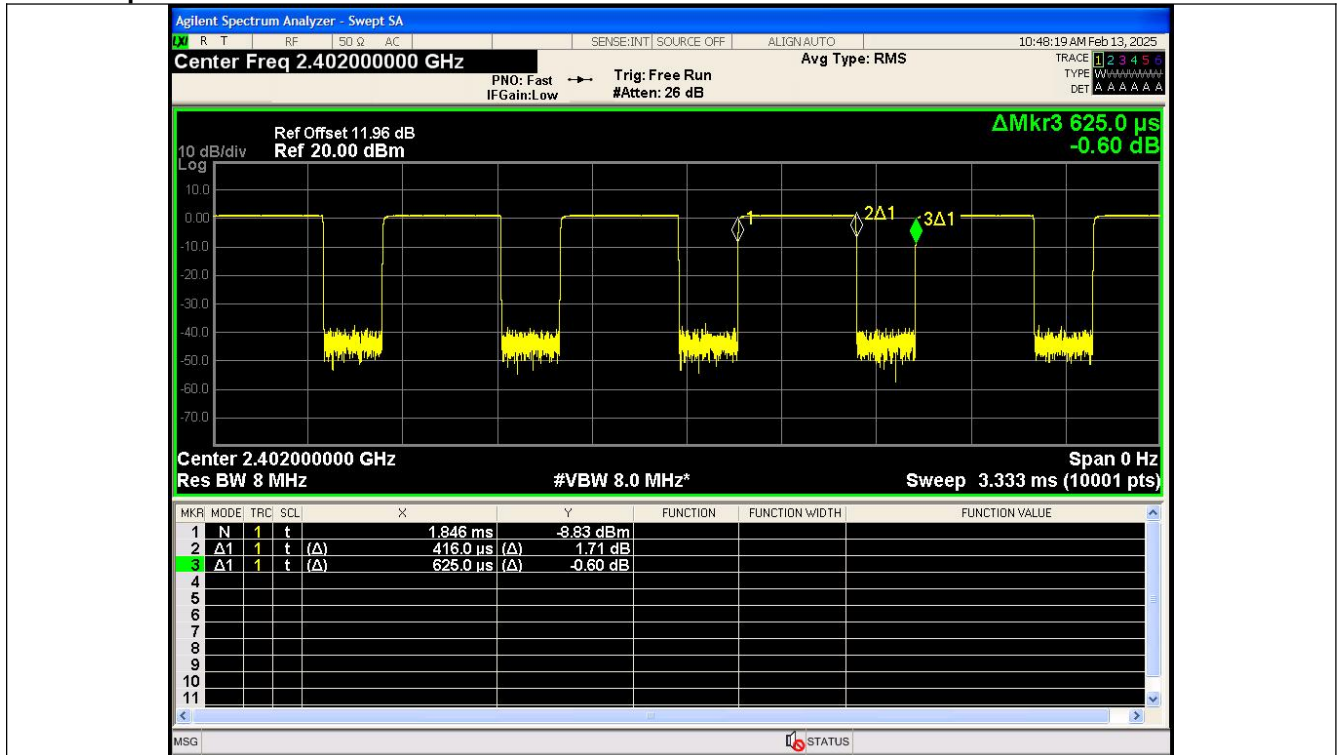 Agilent Spectrum Analyzer - Swept SA
LXI R T RF 50 Ω AC SENSE:INT SOURCE OFF ALIGNAUTO 10:48:19 AM Feb 13, 2025
Center Freq 2.402000000 GHz Avg Type: RMS TRACE 1 2 3 4 5 6
PNO: Fast Trig: Free Run TYPE WWWWWW
IFGain:Low #Atten: 26 dB DET A A A A A A
ΔMkr3 625.0 µs
Ref Offset 11.96 dB
10 dB/div Ref 20.00 dBm -0.60 dB
Log
10.0
0.00
1 2Δ1 3Δ1
-10.0
-20.0
-30.0
-40.0
-50.0
-60.0
-70.0
Center 2.402000000 GHz Span 0 Hz
Res BW 8 MHz #VBW 8.0 MHz* Sweep 3.333 ms (10001 pts)
MKR MODE TRC SCL X Y FUNCTION FUNCTION WIDTH FUNCTION VALUE
1 N 1 t 1.846 ms -8.83 dBm
2 Δ1 1 t (Δ) 416.0 µs (Δ) 1.71 dB
3 Δ1 1 t (Δ) 625.0 µs (Δ) -0.60 dB
4
5
6
7
8
9
10
11
MSG STATUS